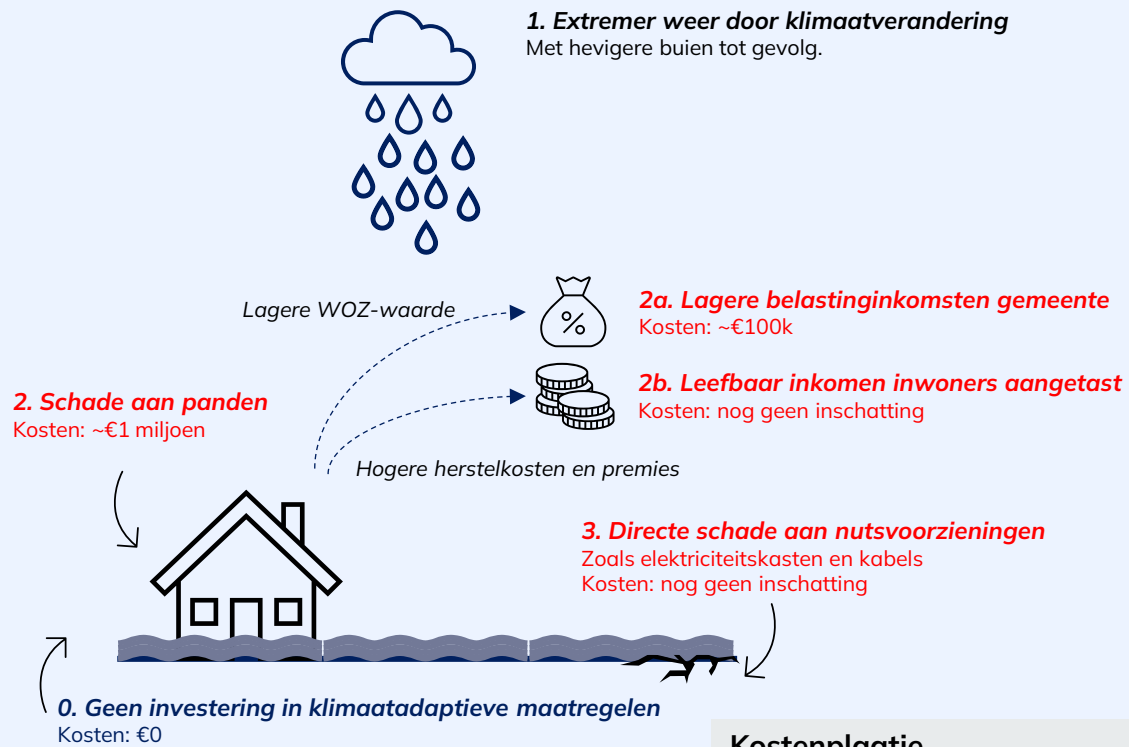 1. Extremer weer door klimaatverandering
Met hevigere buien tot gevolg.
Lagere WOZ-waarde
2a. Lagere belastinginkomsten gemeente
Kosten: ~€100k
2b. Leefbaar inkomen inwoners aangetast
Kosten: nog geen inschatting
2. Schade aan panden
Kosten: ~€1 miljoen
Hogere herstelkosten en premies
3. Directe schade aan nutsvoorzieningen
Zoals elektriciteitskasten en kabels
Kosten: nog geen inschatting
0. Geen investering in klimaatadaptieve maatregelen
Kosten: €0
Kostenplaatje